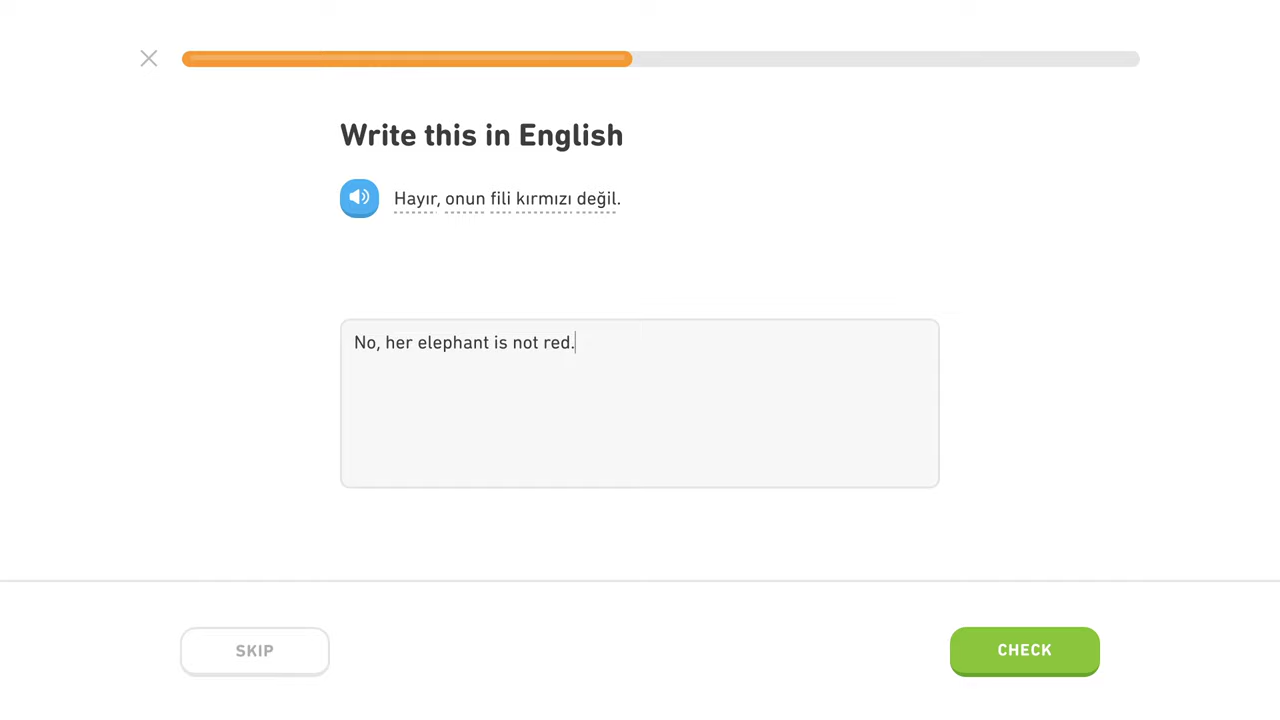 Write this in English
Hayır, onun fili kırmızı değil.
No, her elephant is not red.
SKIP
CHECK